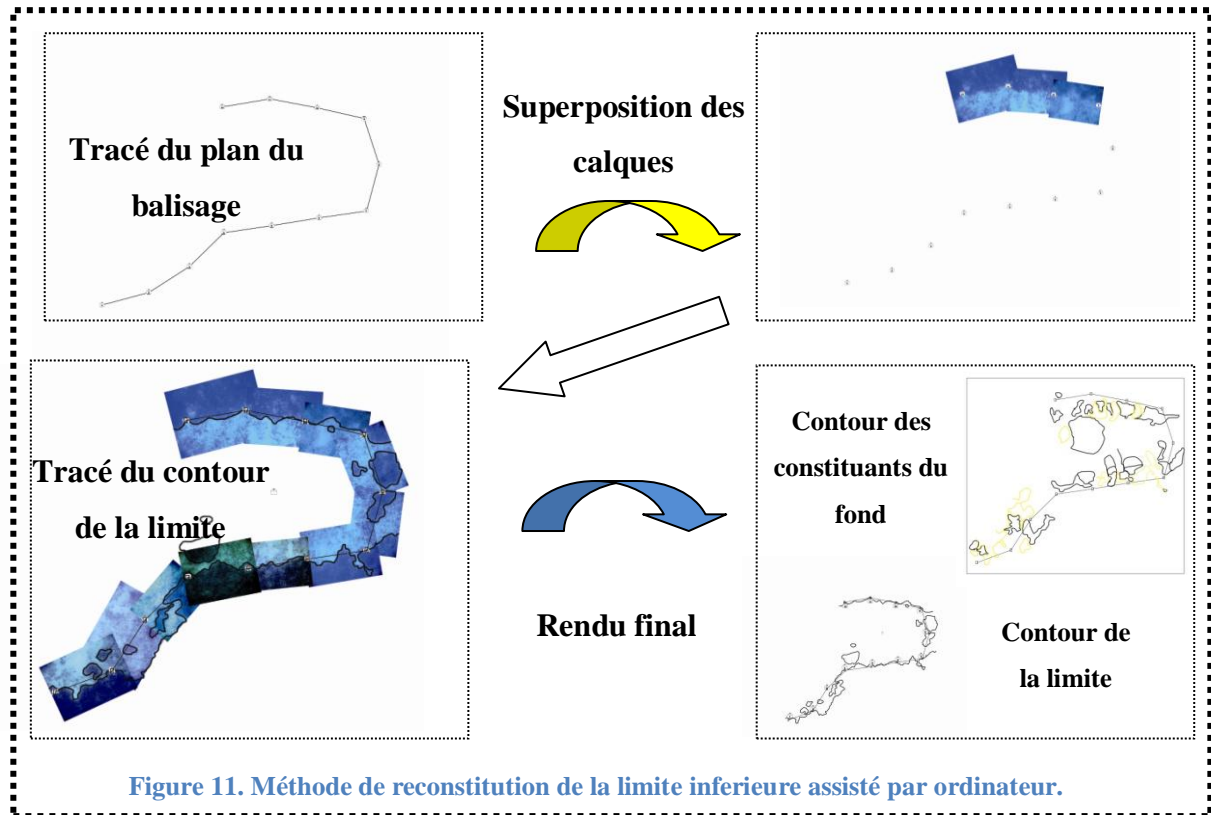 Tracé du plan du
balisage
Superposition des
calques
Tracé du contour
de la limite
Rendu final
Contour des
constituants du
fond
Contour de
la limite
Figure 11. Méthode de reconstitution de la limite inferieure assisté par ordinateur.